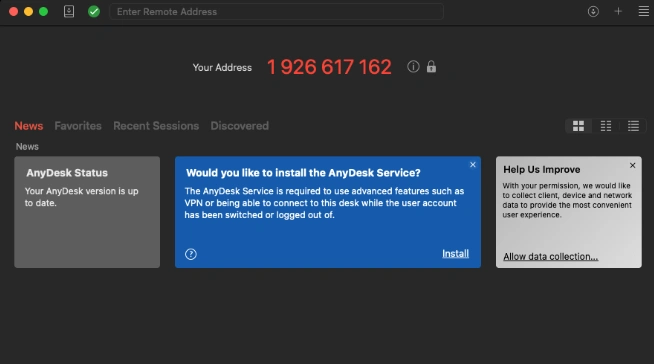 Enter Remote Address
Your Address 1 926 617 162
News Favorites Recent Sessions Discovered
News
AnyDesk Status
Your AnyDesk version is up
to date.
Would you like to install the AnyDesk Service?
The AnyDesk Service is required to use advanced features such as
VPN or being able to connect to this desk while the user account
has been switched or logged out of.
Install
Help Us Improve
With your permission, we would like
to collect client, device and network
data to provide the most convenient
user experience.
Allow data collection...